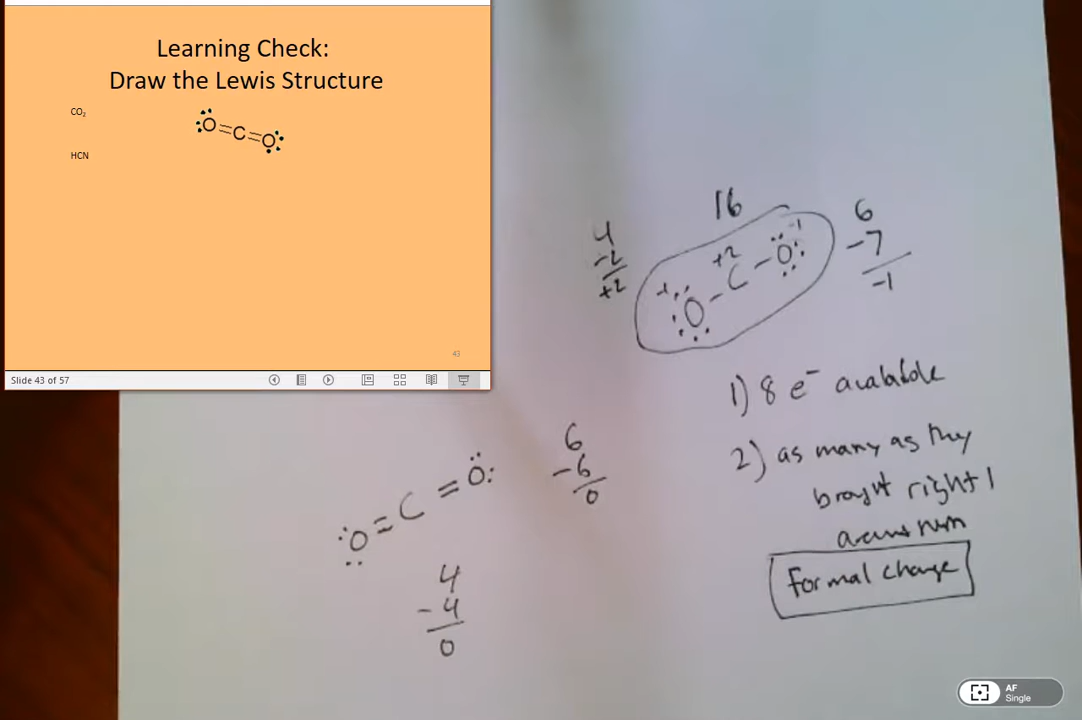 Learning Check:
Draw the Lewis Structure
CO₂
O=C=O
HCN
43
Slide 43 of 57
16
4
-2
+2
+2
-1
O-C-O
6
-7
-1
1) 8 e⁻ available
2) as many as they
brought right
around them
Formal charge
O=C=O
6
-6
0
4
-4
0
AF
Single